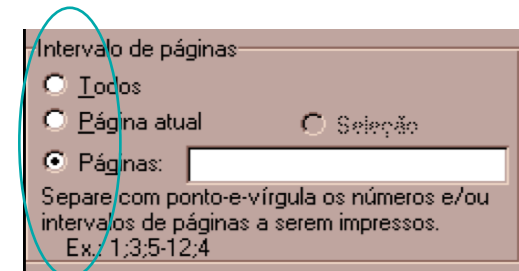 Intervalo de páginas
Todos
Página atual Seleção
Páginas:
Separe com ponto-e-vírgula os números e/ou
intervalos de páginas a serem impressos.
Ex.: 1;3;5-12;4